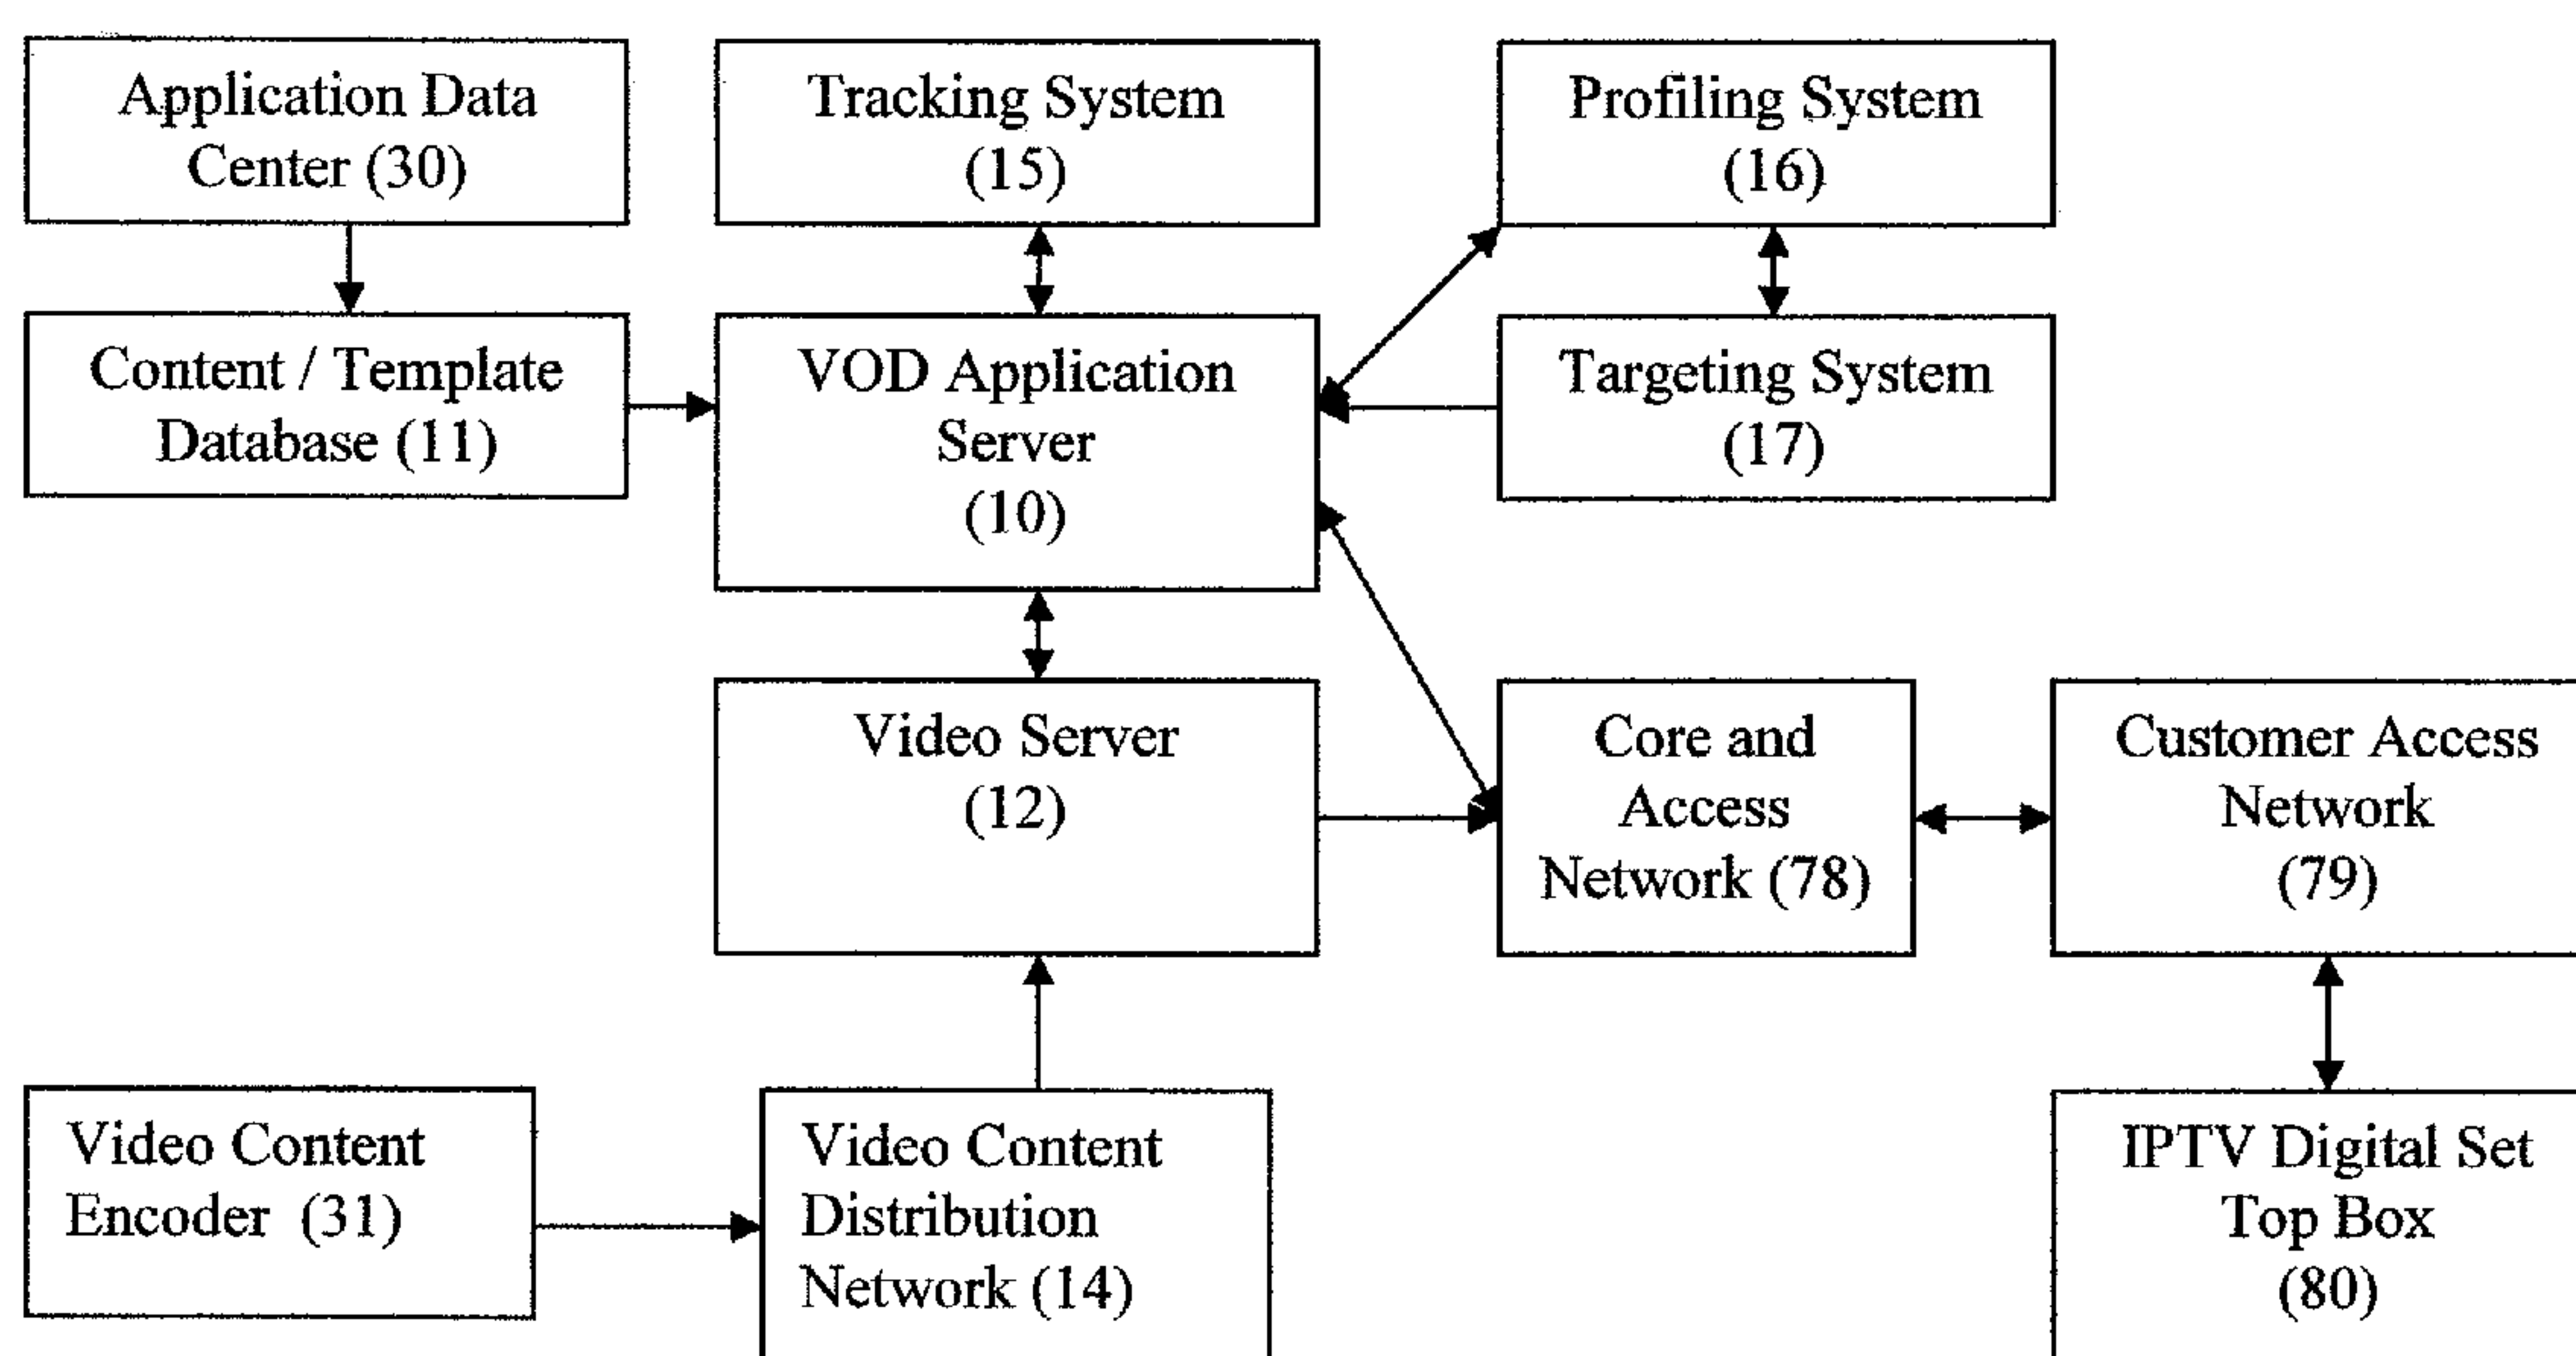 Application Data
Center (30)
Tracking System
(15)
Profiling System
(16)
Content / Template
Database (11)
VOD Application
Server
(10)
Targeting System
(17)
Video Server
(12)
Core and
Access
Network (78)
Customer Access
Network
(79)
Video Content
Encoder (31)
Video Content
Distribution
Network (14)
IPTV Digital Set
Top Box
(80)